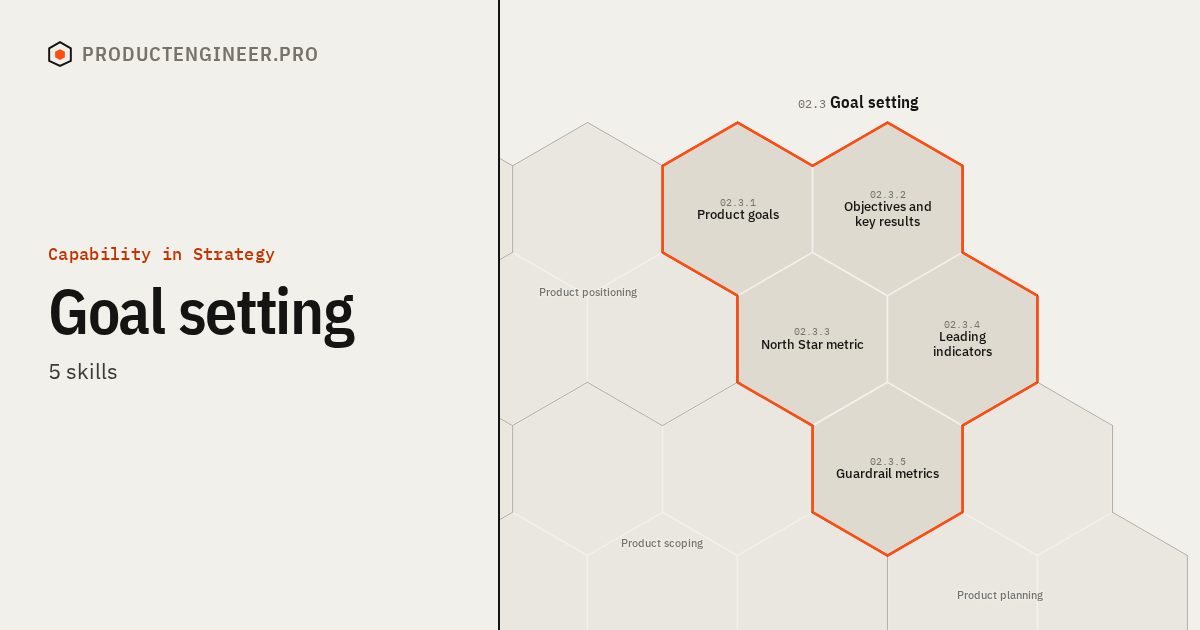 PRODUCTENGINEER.PRO
Capability in Strategy
Goal setting
5 skills
02.3 Goal setting
02.3.1
Product goals
02.3.2
Objectives and
key results
Product positioning
02.3.3
North Star metric
02.3.4
Leading
indicators
02.3.5
Guardrail metrics
Product scoping
Product planning